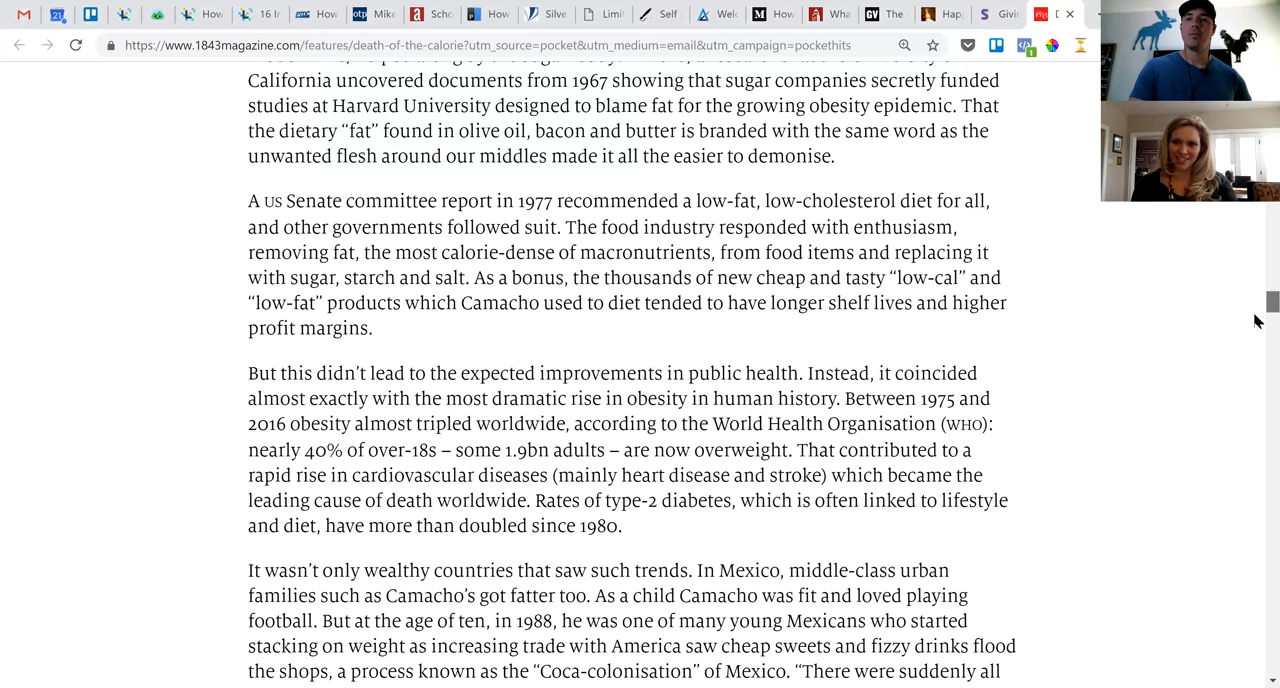 How
16 In
How
Mike
Scho
How
Silve
Limit
Self
Welc
How
Wha
The
Hap
Givi
https://www.1843magazine.com/features/death-of-the-calorie?utm_source=pocket&utm_medium=email&utm_campaign=pockethits
California uncovered documents from 1967 showing that sugar companies secretly funded
studies at Harvard University designed to blame fat for the growing obesity epidemic. That
the dietary “fat” found in olive oil, bacon and butter is branded with the same word as the
unwanted flesh around our middles made it all the easier to demonise.
A US Senate committee report in 1977 recommended a low-fat, low-cholesterol diet for all,
and other governments followed suit. The food industry responded with enthusiasm,
removing fat, the most calorie-dense of macronutrients, from food items and replacing it
with sugar, starch and salt. As a bonus, the thousands of new cheap and tasty “low-cal” and
“low-fat” products which Camacho used to diet tended to have longer shelf lives and higher
profit margins.
But this didn’t lead to the expected improvements in public health. Instead, it coincided
almost exactly with the most dramatic rise in obesity in human history. Between 1975 and
2016 obesity almost tripled worldwide, according to the World Health Organisation (WHO):
nearly 40% of over-18s – some 1.9bn adults – are now overweight. That contributed to a
rapid rise in cardiovascular diseases (mainly heart disease and stroke) which became the
leading cause of death worldwide. Rates of type-2 diabetes, which is often linked to lifestyle
and diet, have more than doubled since 1980.
It wasn’t only wealthy countries that saw such trends. In Mexico, middle-class urban
families such as Camacho’s got fatter too. As a child Camacho was fit and loved playing
football. But at the age of ten, in 1988, he was one of many young Mexicans who started
stacking on weight as increasing trade with America saw cheap sweets and fizzy drinks flood
the shops, a process known as the “Coca-colonisation” of Mexico. “There were suddenly all